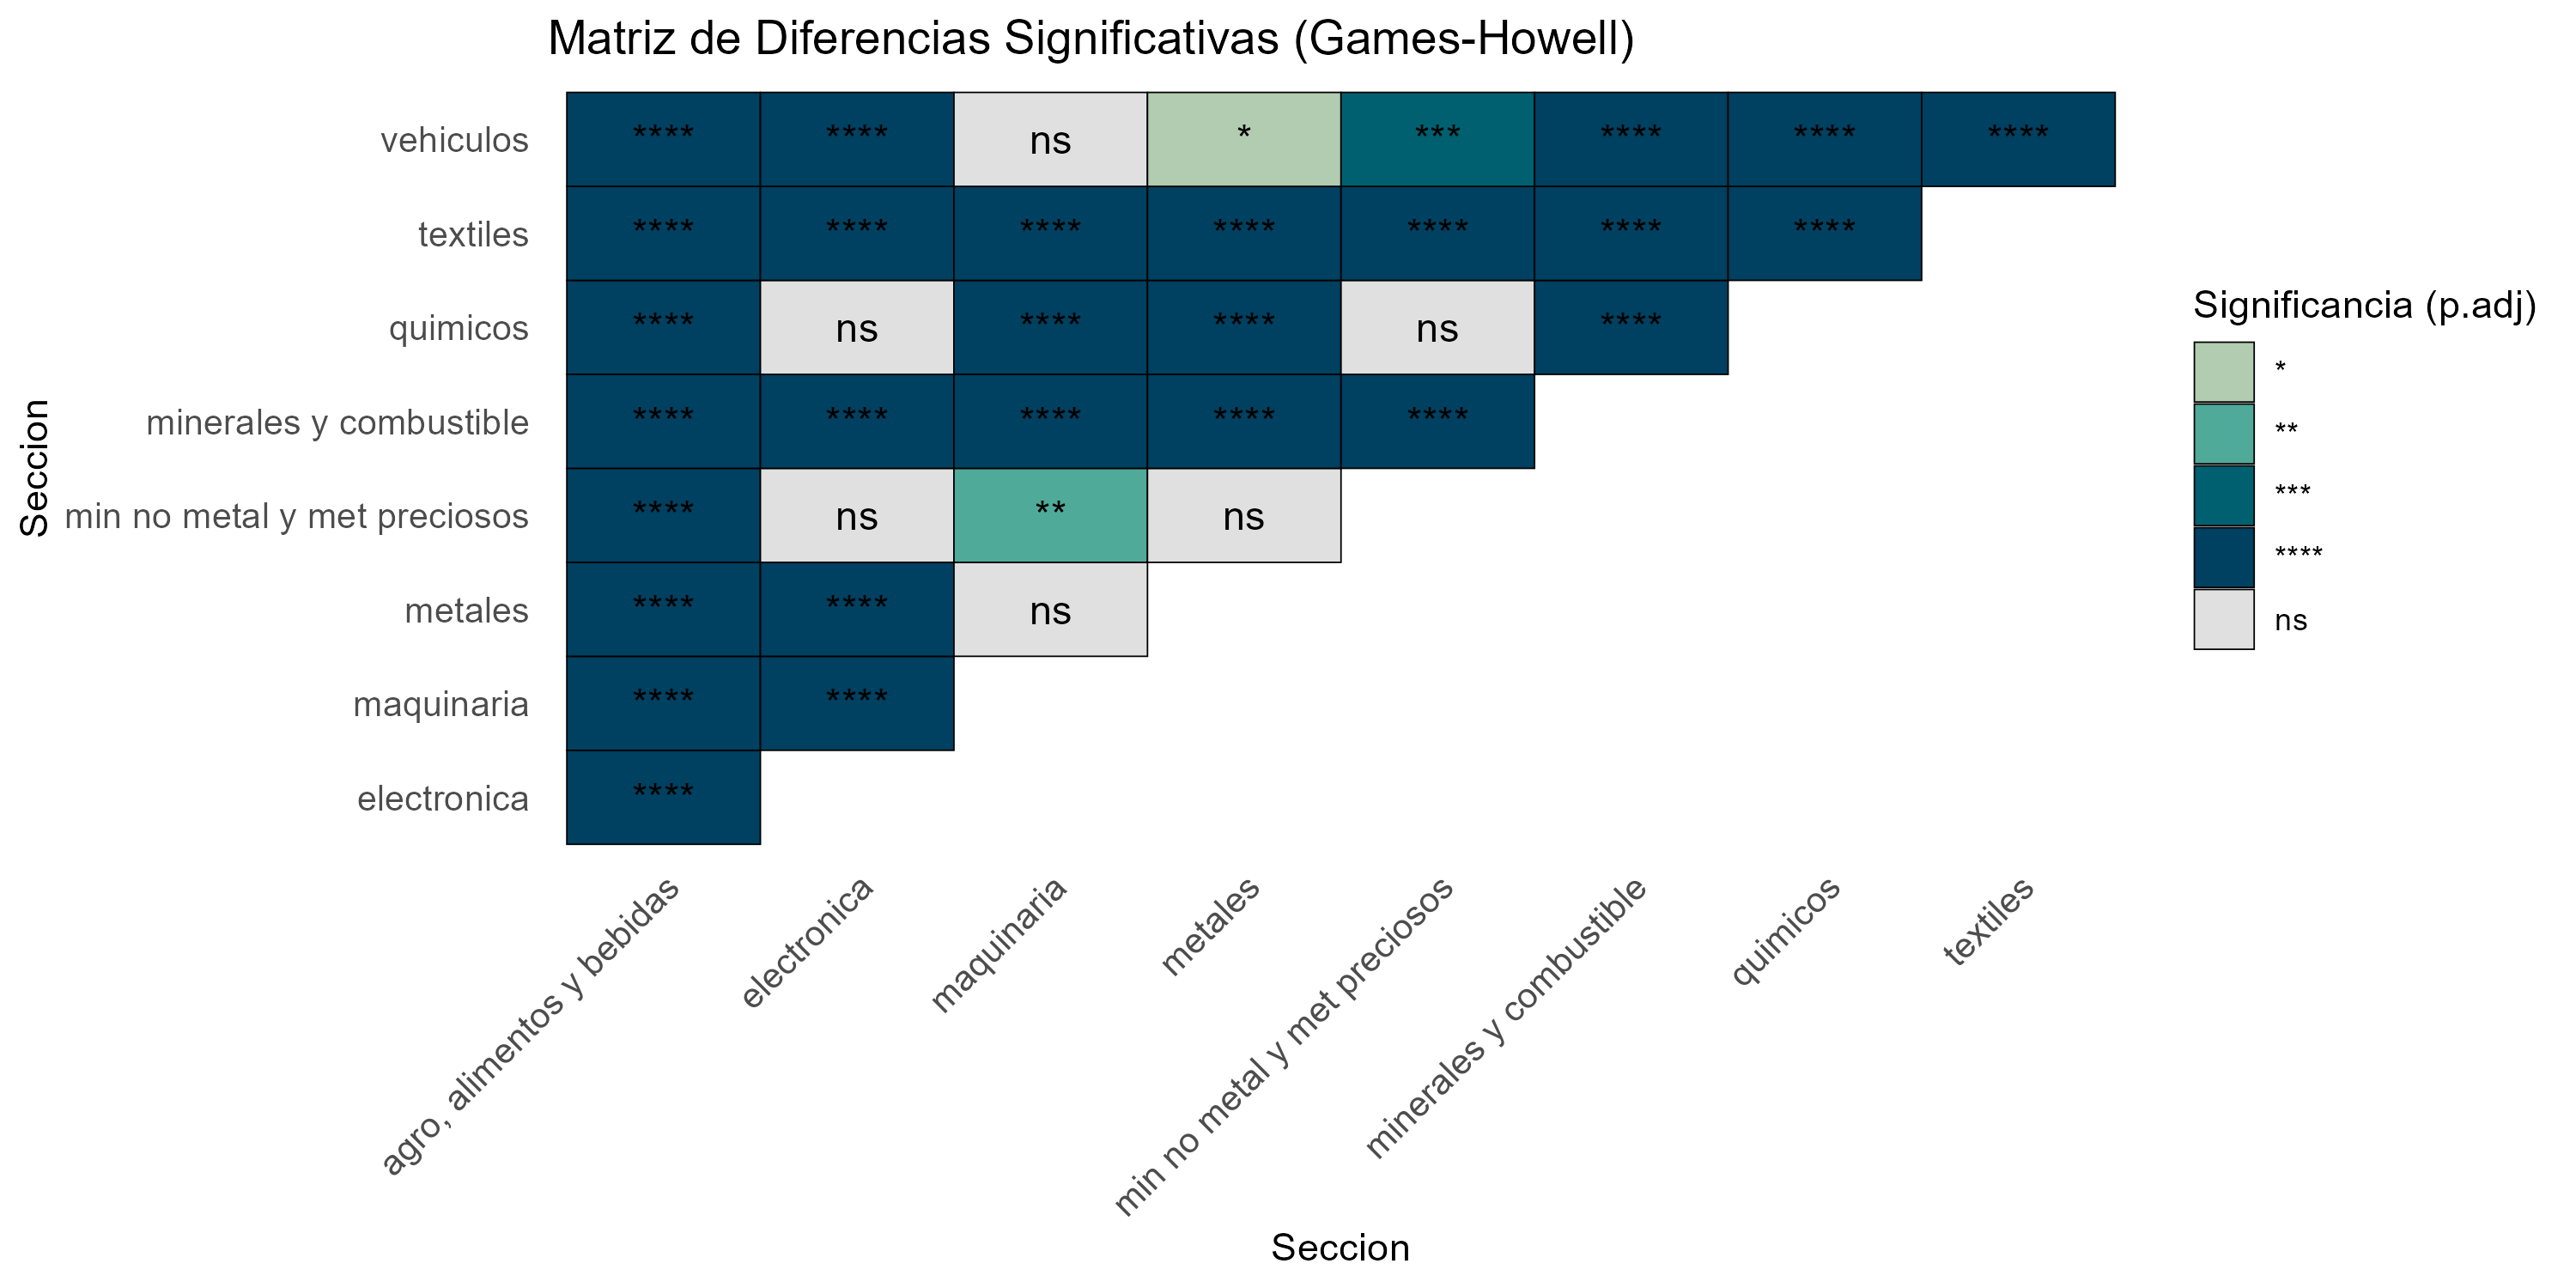 Matriz de Diferencias Significativas (Games-Howell)
vehiculos **** **** ns * *** **** **** ****
textiles **** **** **** **** **** **** ****
quimicos **** ns **** **** ns ****
minerales y combustible **** **** **** **** ****
min no metal y met preciosos **** ns ** ns
metales **** **** ns
maquinaria **** ****
electronica ****
Seccion
agro, alimentos y bebidas
electronica
maquinaria
metales
min no metal y met preciosos
minerales y combustible
quimicos
textiles
Seccion
Significancia (p.adj)
*
**
***
****
ns